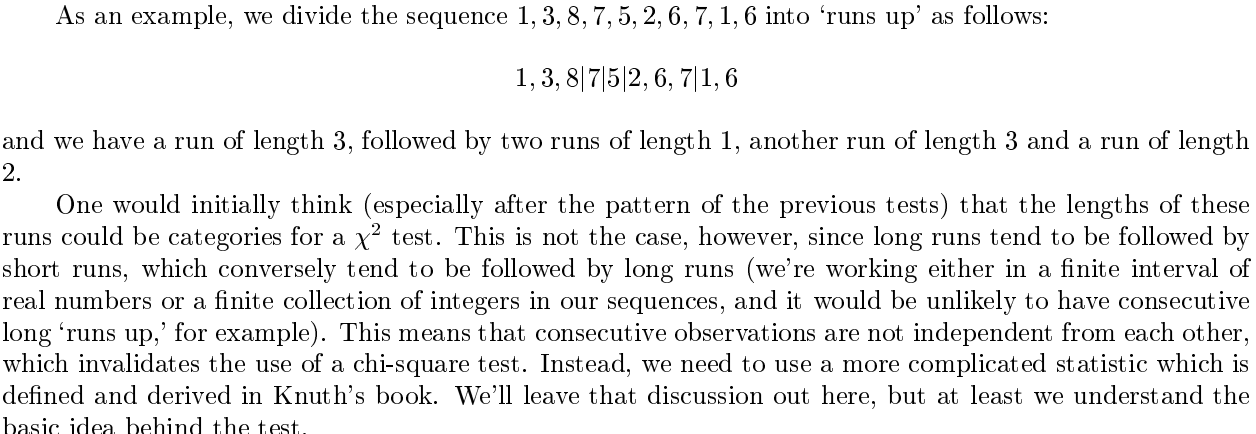 As an example, we divide the sequence 1, 3, 8, 7, 5, 2, 6, 7, 1, 6 into ‘runs up’ as follows:
1, 3, 8|7|5|2, 6, 7|1, 6
and we have a run of length 3, followed by two runs of length 1, another run of length 3 and a run of length
2.
One would initially think (especially after the pattern of the previous tests) that the lengths of these
runs could be categories for a χ² test. This is not the case, however, since long runs tend to be followed by
short runs, which conversely tend to be followed by long runs (we’re working either in a finite interval of
real numbers or a finite collection of integers in our sequences, and it would be unlikely to have consecutive
long ‘runs up,’ for example). This means that consecutive observations are not independent from each other,
which invalidates the use of a chi-square test. Instead, we need to use a more complicated statistic which is
defined and derived in Knuth’s book. We’ll leave that discussion out here, but at least we understand the
basic idea behind the test.